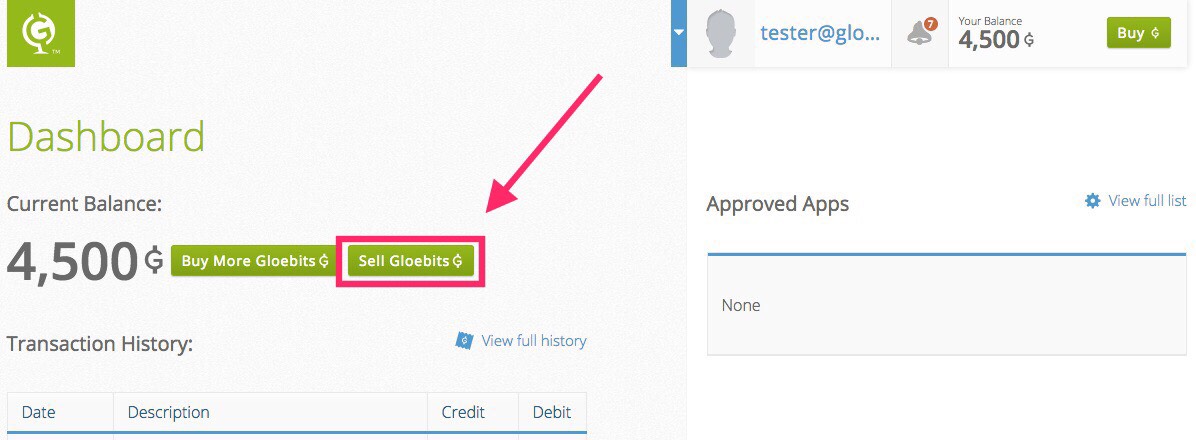 TM
tester@glo...
7
Your Balance
4,500
Buy
Dashboard
Current Balance:
4,500
Buy More Gloebits
Sell Gloebits
Transaction History:
View full history
Date Description Credit Debit
Approved Apps
View full list
None